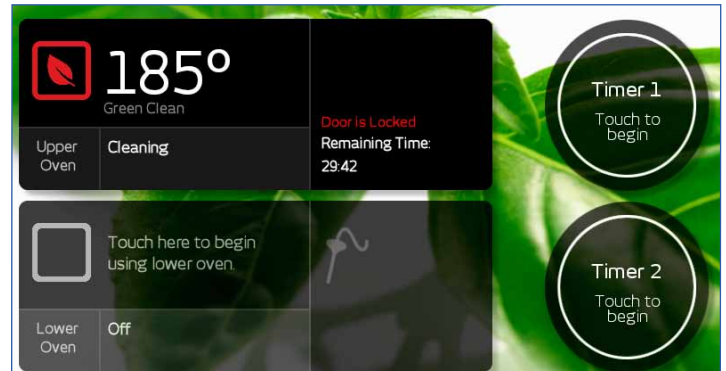 185°
Green Clean
Door is Locked
Upper
Oven
Cleaning
Remaining Time:
29:42
Timer 1
Touch to
begin
Touch here to begin
using lower oven.
Lower
Oven
Off
Timer 2
Touch to
begin